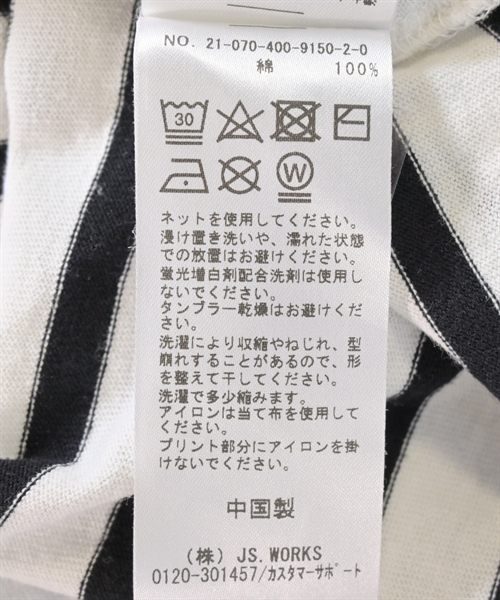 NO. 21-070-400-9150-2-0
綿 100%
30
W
ネットを使用してください。
浸け置き洗いや、濡れた状態
での放置はお避けください。
蛍光増白剤配合洗剤は使用し
ないでください。
タンブラー乾燥はお避けくだ
さい。
洗濯により収縮やねじれ、型
崩れすることがあるので、形
を整えて干してください。
洗濯で多少縮みます。
アイロンは当て布を使用して
ください。
プリント部分にアイロンを掛
けないでください。
中国製
(株) JS.WORKS
0120-301457/カスタマーサポート